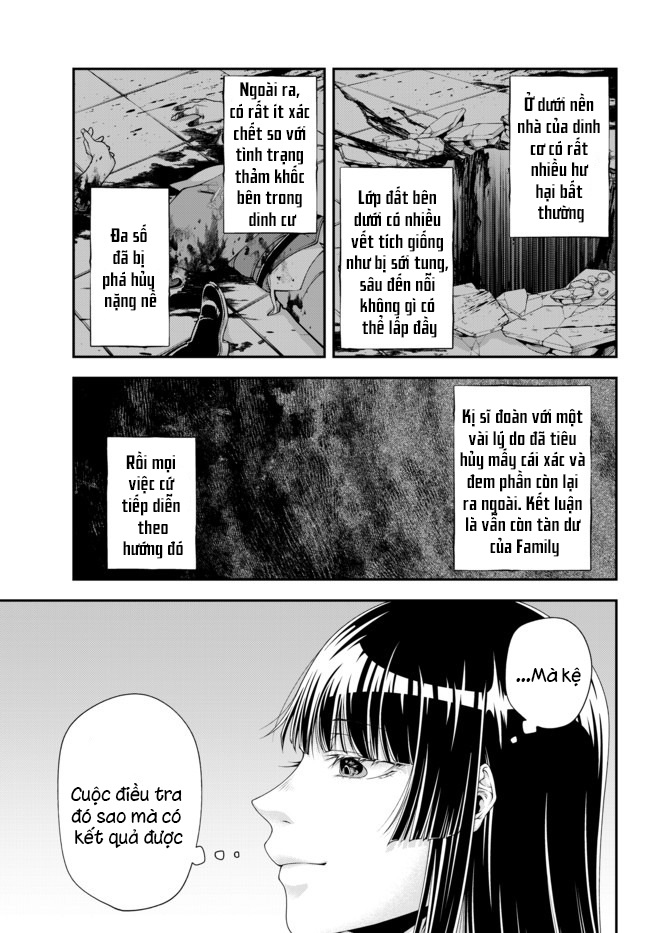 Ở dưới nền
nhà của dinh
cơ có rất
nhiều hư
hại bất
thường
Lớp đất bên
dưới có nhiều
vết tích giống
như bị sới tung,
sâu đến nỗi
không gì có
thể lấp đầy
Ngoài ra,
có rất ít xác
chết so với
tình trạng
thảm khốc
bên trong
dinh cư
Đa số
đã bị
phá hủy
nặng nề
Kị sĩ đoàn với một
vài lý do đã tiêu
hủy mấy cái xác và
đem phần còn lại
ra ngoài. Kết luận
là vẫn còn tàn dư
của Family
Rồi mọi
việc cứ
tiếp diễn
theo
hướng đó
...Mà kệ
Cuộc điều tra
đó sao mà có
kết quả được